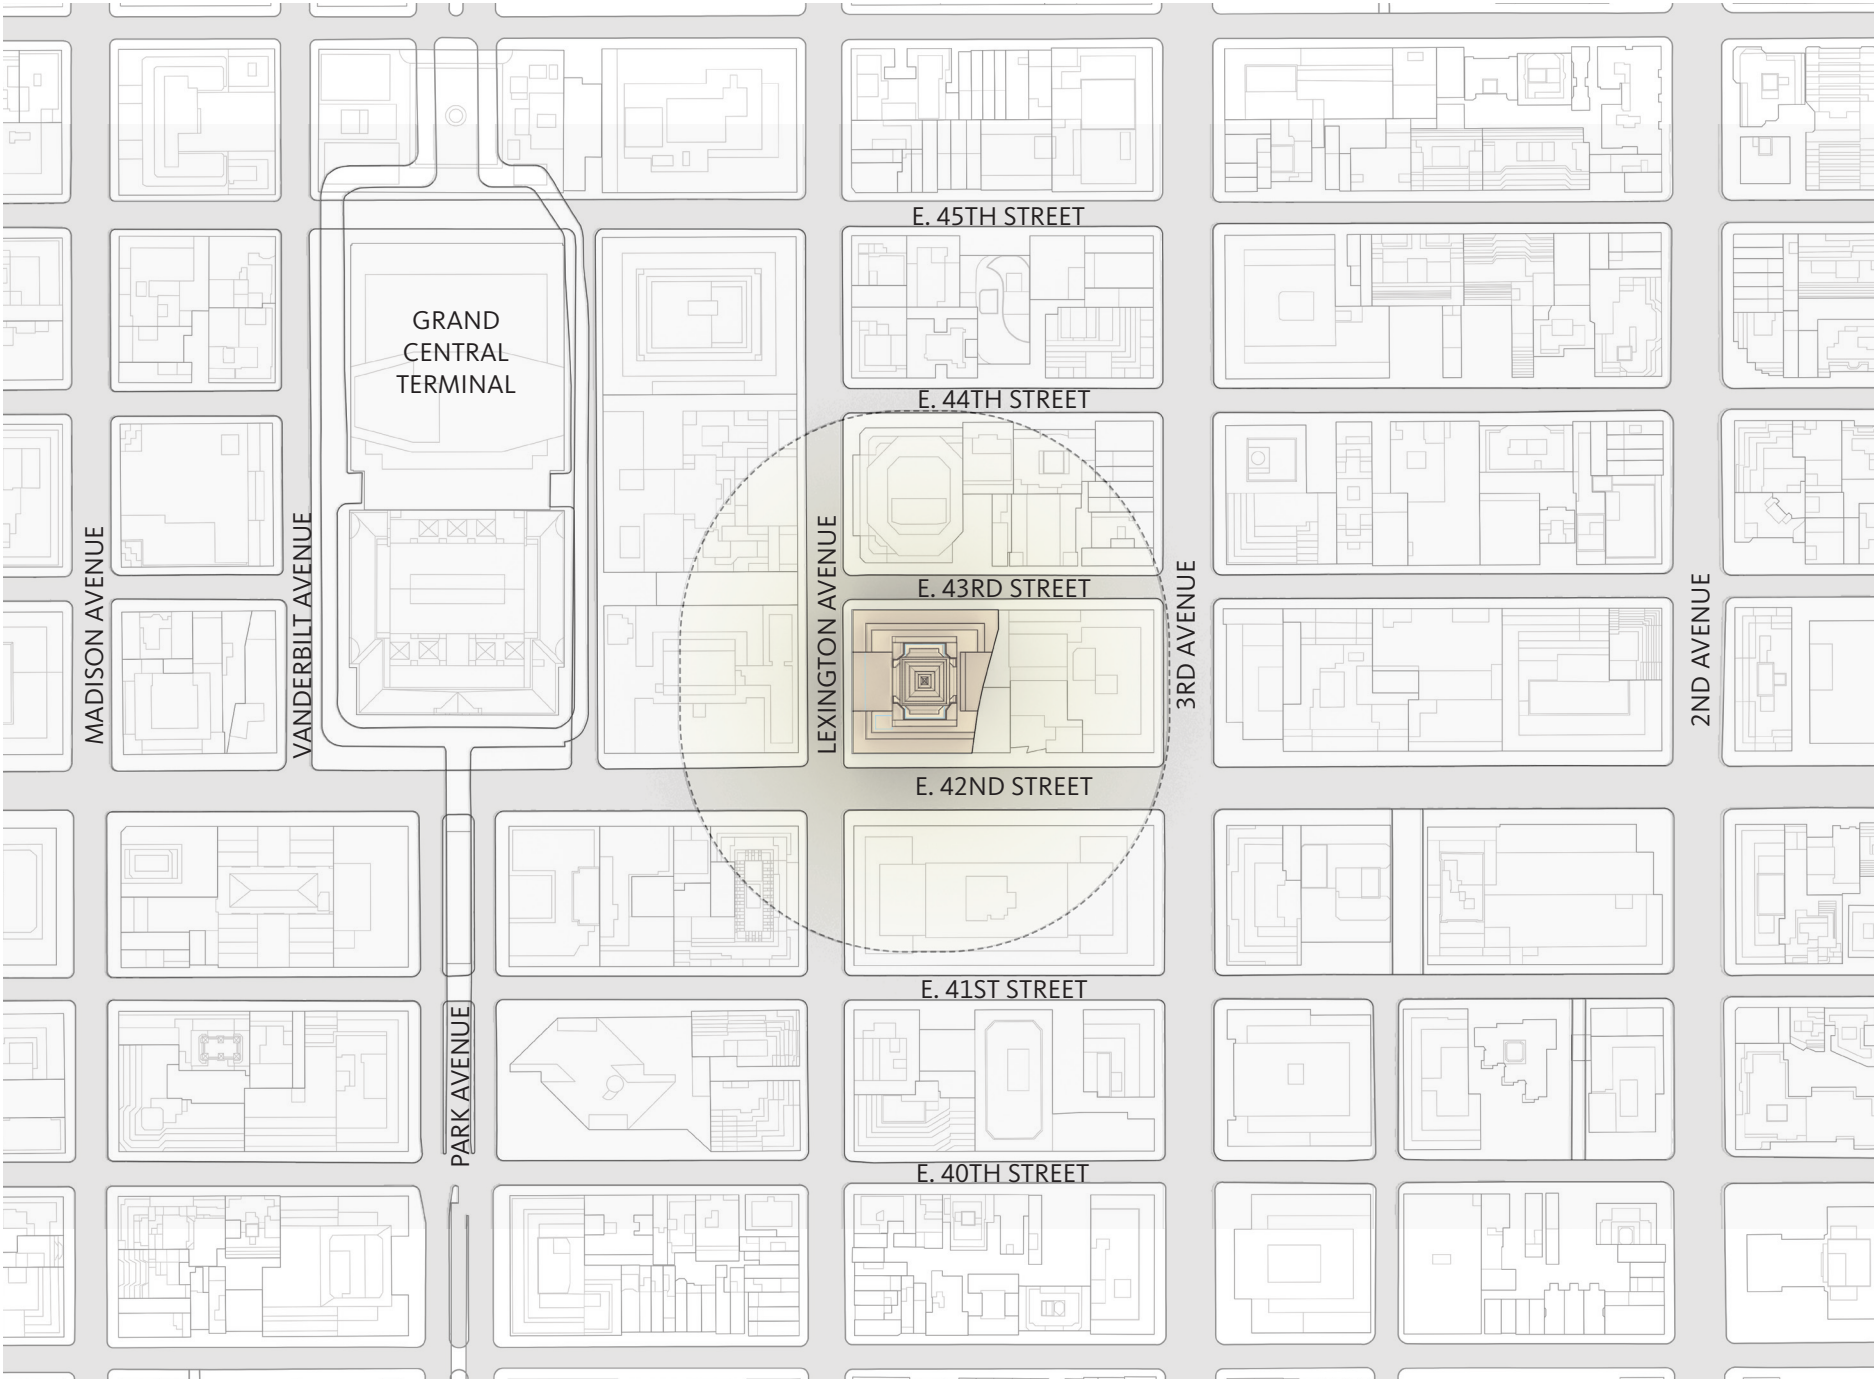 E. 45TH STREET
GRAND
CENTRAL
TERMINAL
E. 44TH STREET
MADISON AVENUE
VANDERBILT AVENUE
LEXINGTON AVENUE
E. 43RD STREET
3RD AVENUE
2ND AVENUE
E. 42ND STREET
E. 41ST STREET
PARK AVENUE
E. 40TH STREET